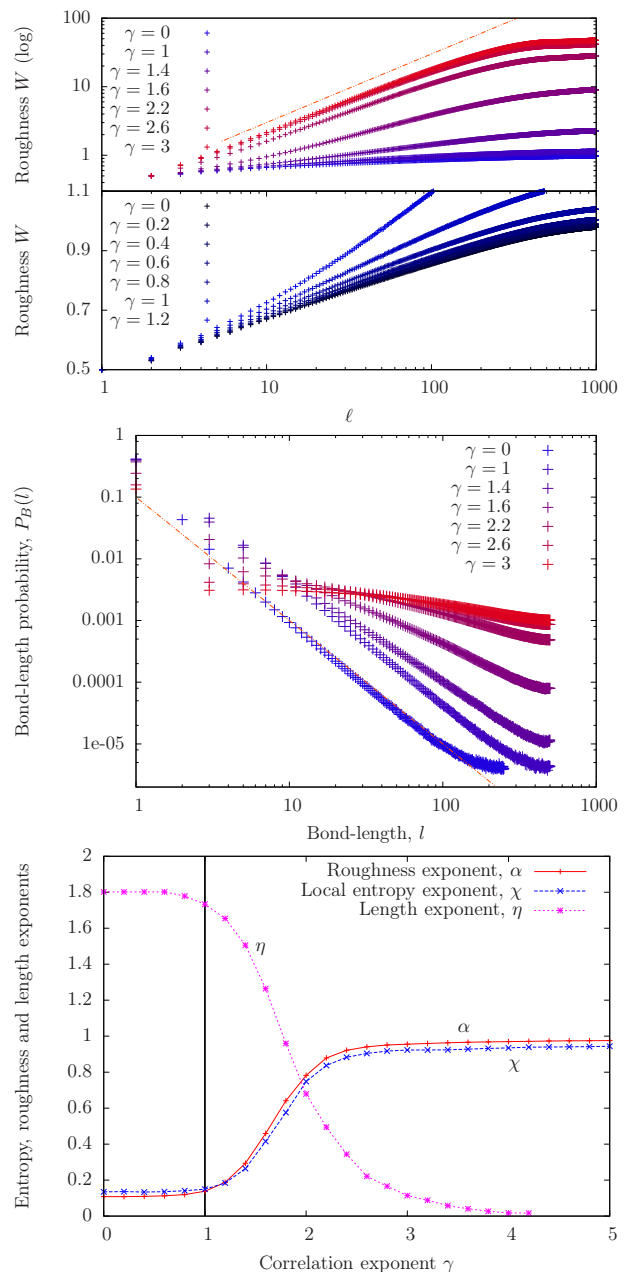 Roughness W (log)
100
10
1
γ = 0
γ = 1
γ = 1.4
γ = 1.6
γ = 2.2
γ = 2.6
γ = 3
Roughness W
1.1
0.9
0.7
0.5
γ = 0
γ = 0.2
γ = 0.4
γ = 0.6
γ = 0.8
γ = 1
γ = 1.2
1 10 100 1000
ℓ
Bond-length probability, P_B(l)
1
0.1
0.01
0.001
0.0001
1e-05
γ = 0
γ = 1
γ = 1.4
γ = 1.6
γ = 2.2
γ = 2.6
γ = 3
1 10 100 1000
Bond-length, l
Entropy, roughness and length exponents
2
1.8
1.6
1.4
1.2
1
0.8
0.6
0.4
0.2
0
Roughness exponent, α
Local entropy exponent, χ
Length exponent, η
η
α
χ
0 1 2 3 4 5
Correlation exponent γ